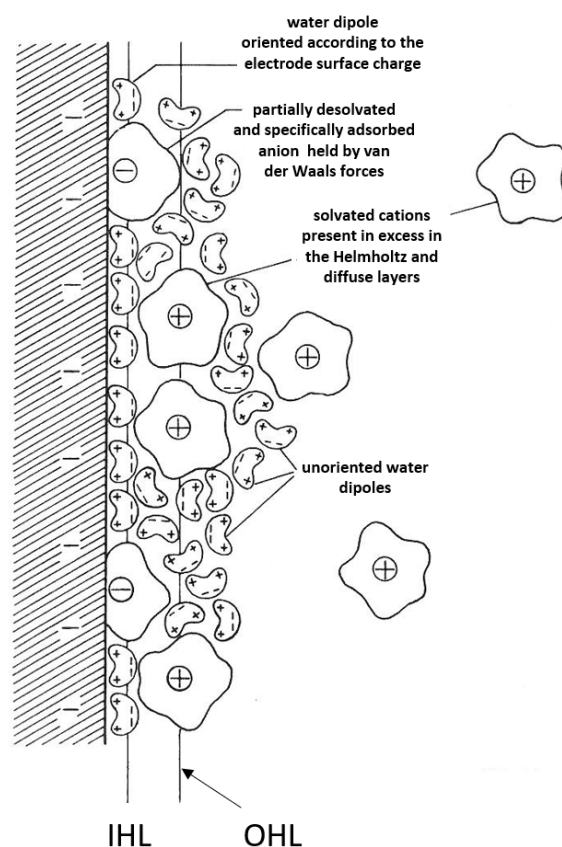 water dipole
oriented according to the
electrode surface charge
partially desolvated
and specifically adsorbed
anion held by van
der Waals forces
solvated cations
present in excess in
the Helmholtz and
diffuse layers
unoriented water
dipoles
IHL OHL